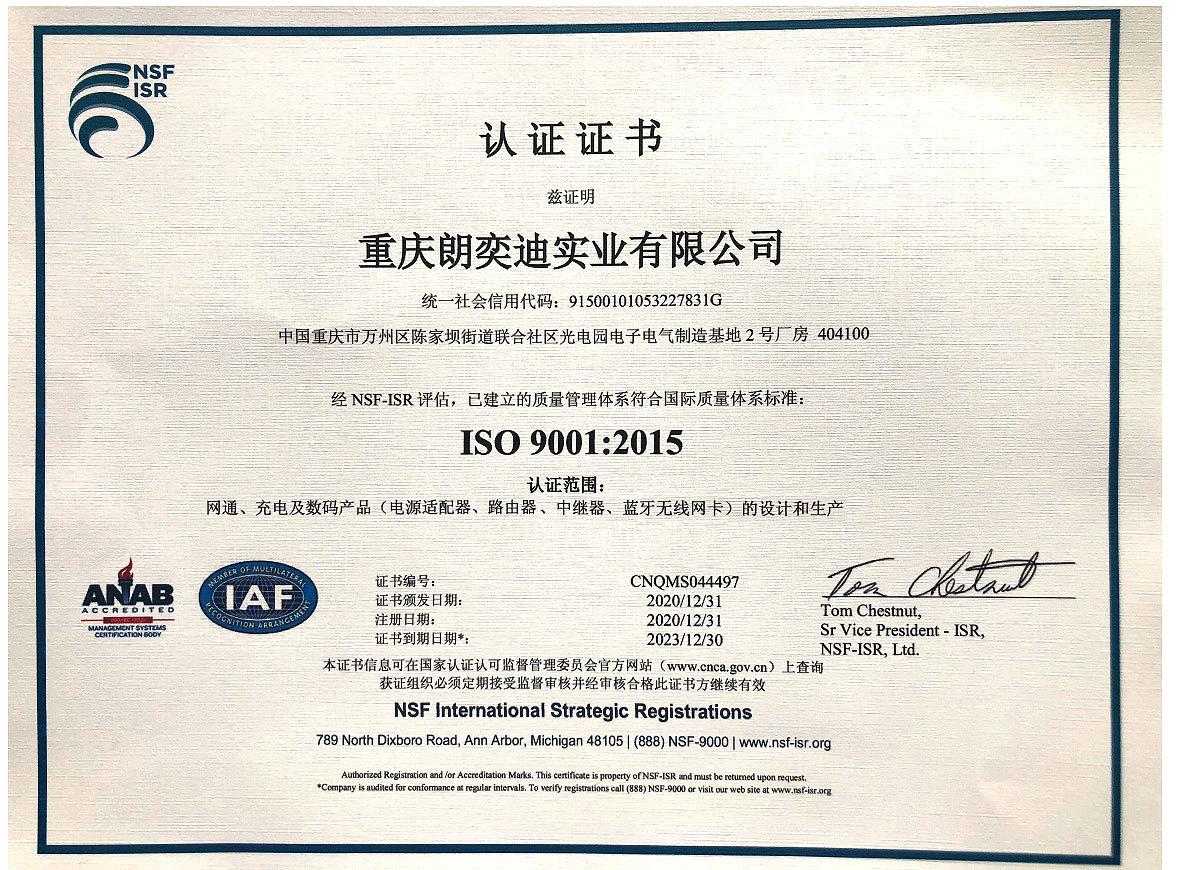 NSF
ISR
认证证书
兹证明
重庆朗奕迪实业有限公司
统一社会信用代码：91500101053227831G
中国重庆市万州区陈家坝街道联合社区光电园电子电气制造基地 2 号厂房 404100
经 NSF-ISR 评估，已建立的质量管理体系符合国际质量体系标准：
ISO 9001:2015
认证范围：
网通、充电及数码产品（电源适配器、路由器、中继器、蓝牙无线网卡）的设计和生产
ANAB
ACCREDITED
MANAGEMENT SYSTEMS
CERTIFICATION BODY
MEMBER OF MULTILATERAL
IAF
RECOGNITION ARRANGEMENT
证书编号： CNQMS044497
证书颁发日期： 2020/12/31
注册日期： 2020/12/31
证书到期日期*： 2023/12/30
Tom Chestnut
Tom Chestnut,
Sr Vice President - ISR,
NSF-ISR, Ltd.
本证书信息可在国家认证认可监督管理委员会官方网站（www.cnca.gov.cn）上查询
获证组织必须定期接受监督审核并经审核合格此证书方继续有效
NSF International Strategic Registrations
789 North Dixboro Road, Ann Arbor, Michigan 48105 | (888) NSF-9000 | www.nsf-isr.org
Authorized Registration and /or Accreditation Marks. This certificate is property of NSF-ISR and must be returned upon request.
*Company is audited for conformance at regular intervals. To verify registrations call (888) NSF-9000 or visit our web site at www.nsf-isr.org